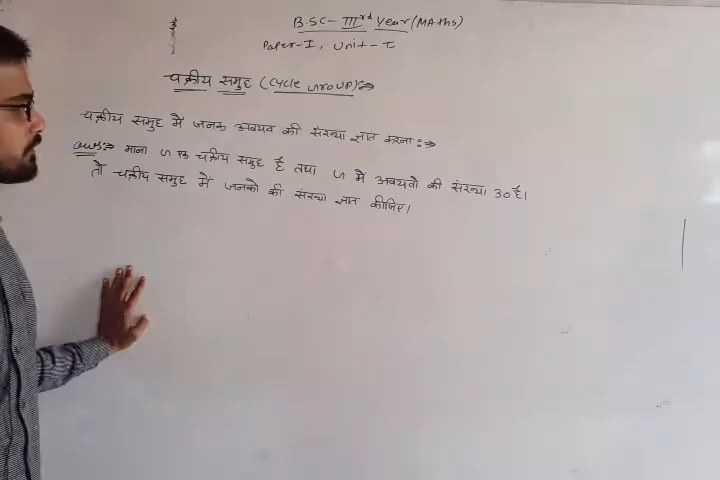 B.SC- IIIrd Year (MAths)
Paper-I, Unit-I
चक्रीय समुह (Cycle GroUP)⇒
चक्रीय समुह में जनक अवयव की संख्या ज्ञात करना:⇒
माना G एक चक्रीय समुह है तथा G में अवयवो की संख्या 30 है।
तो चक्रीय समुह में जनको की संख्या ज्ञात कीजिए।